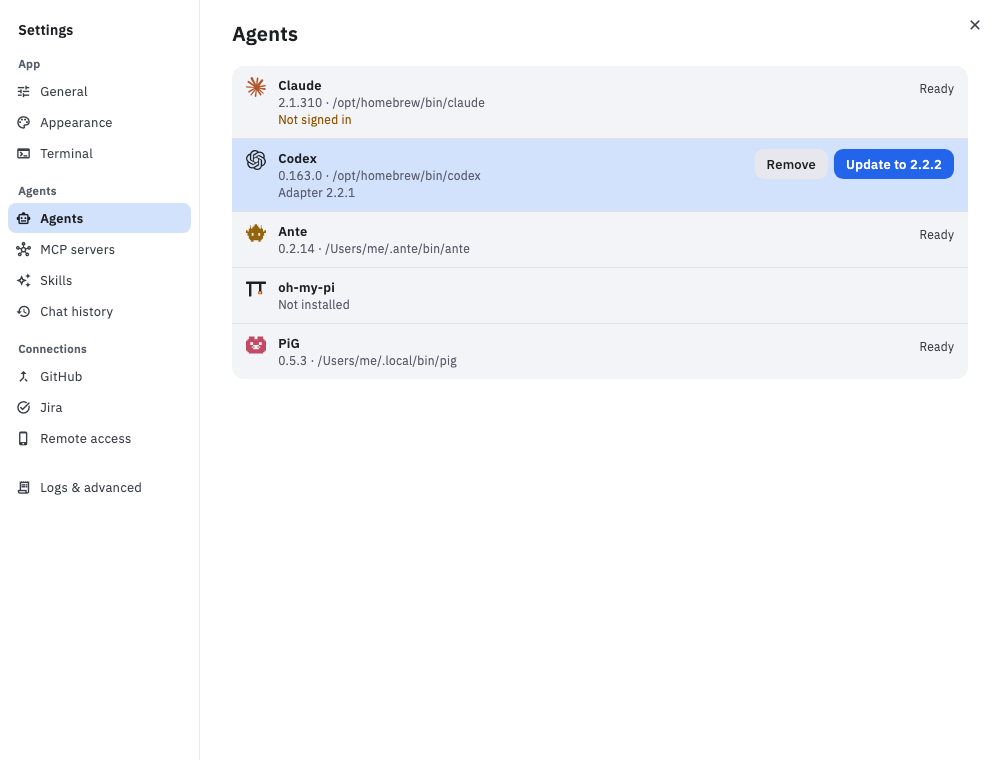 Settings
App
General
Appearance
Terminal
Agents
Agents
MCP servers
Skills
Chat history
Connections
GitHub
Jira
Remote access
Logs & advanced
Agents
Claude
2.1.310 · /opt/homebrew/bin/claude
Not signed in
Ready
Codex
0.163.0 · /opt/homebrew/bin/codex
Adapter 2.2.1
Remove
Update to 2.2.2
Ante
0.2.14 · /Users/me/.ante/bin/ante
Ready
oh-my-pi
Not installed
PiG
0.5.3 · /Users/me/.local/bin/pig
Ready